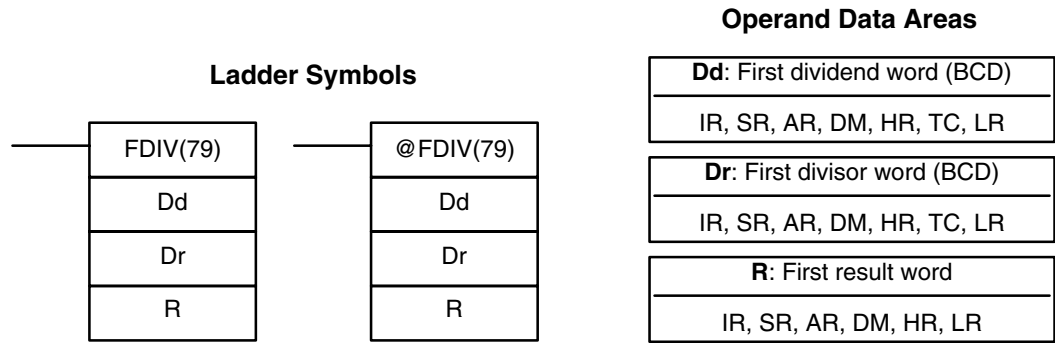 Ladder Symbols
FDIV(79)
Dd
Dr
R
@FDIV(79)
Dd
Dr
R
Operand Data Areas
Dd: First dividend word (BCD)
IR, SR, AR, DM, HR, TC, LR
Dr: First divisor word (BCD)
IR, SR, AR, DM, HR, TC, LR
R: First result word
IR, SR, AR, DM, HR, LR